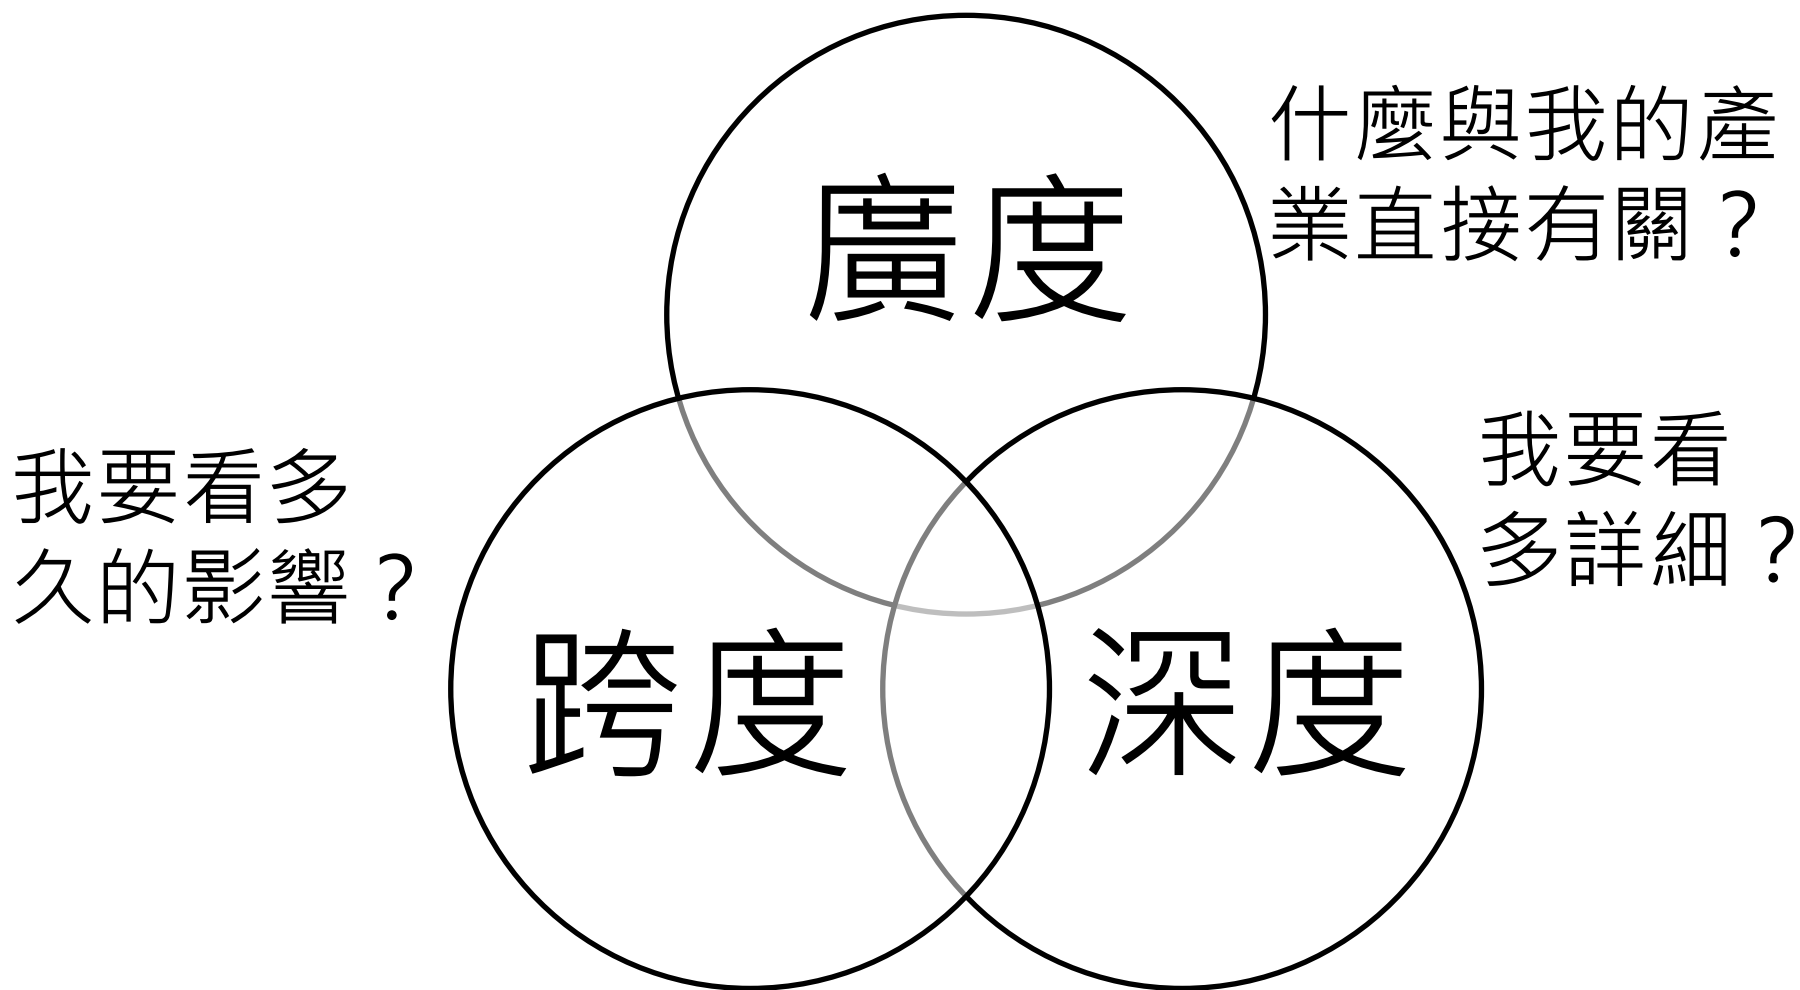 廣度
什麼與我的產
業直接有關？
我要看多
久的影響？
我要看
多詳細？
跨度
深度